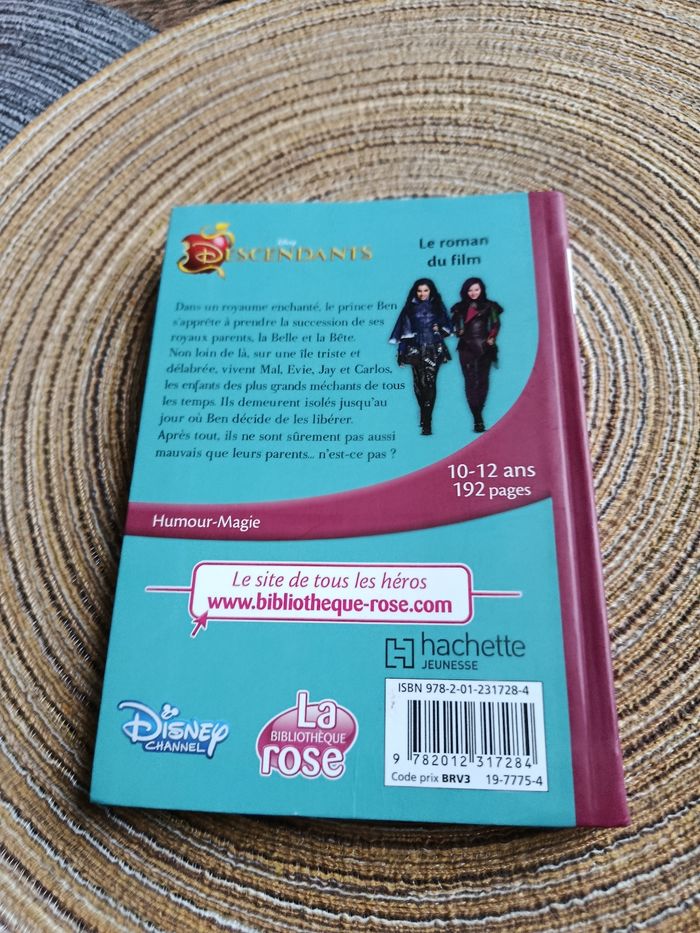 Disney
DESCENDANTS
Le roman
du film
Dans un royaume enchanté, le prince Ben
s'apprête à prendre la succession de ses
royaux parents, la Belle et la Bête.
Non loin de là, sur une île triste et
délabrée, vivent Mal, Evie, Jay et Carlos,
les enfants des plus grands méchants de tous
les temps. Ils demeurent isolés jusqu'au
jour où Ben décide de les libérer.
Après tout, ils ne sont sûrement pas aussi
mauvais que leurs parents... n'est-ce pas ?
10-12 ans
192 pages
Humour-Magie
Le site de tous les héros
www.bibliotheque-rose.com
hachette
JEUNESSE
ISBN 978-2-01-231728-4
9 782012 317284
Code prix BRV3 19-7775-4
Disney
CHANNEL
La
BIBLIOTHÈQUE
rose